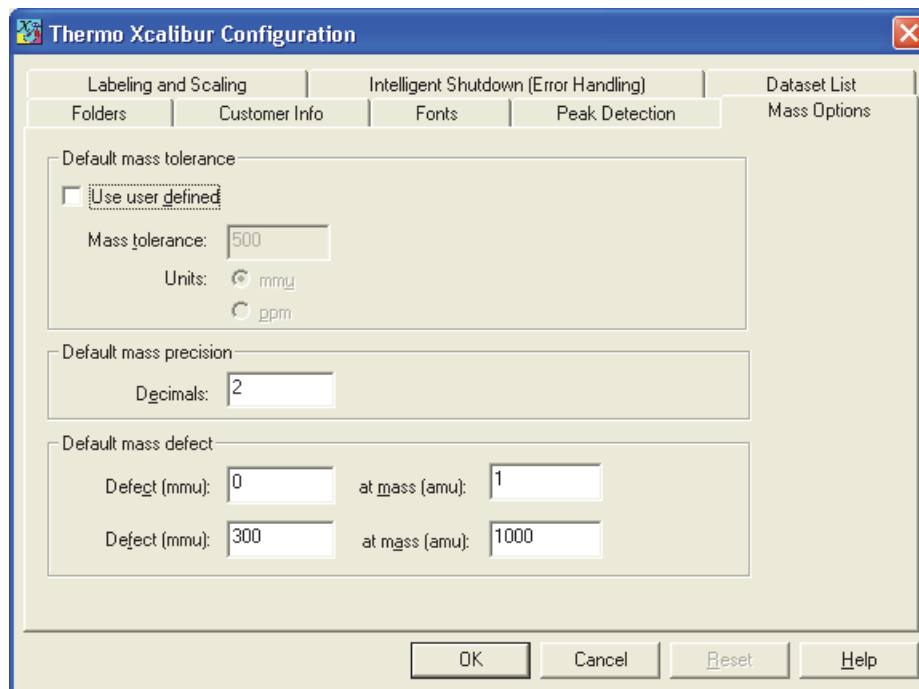 Thermo Xcalibur Configuration
Labeling and Scaling Intelligent Shutdown (Error Handling) Dataset List
Folders Customer Info Fonts Peak Detection Mass Options
Default mass tolerance
Use user defined
Mass tolerance: 500
Units: mmu
ppm
Default mass precision
Decimals: 2
Default mass defect
Defect (mmu): 0 at mass (amu): 1
Defect (mmu): 300 at mass (amu): 1000
OK Cancel Reset Help